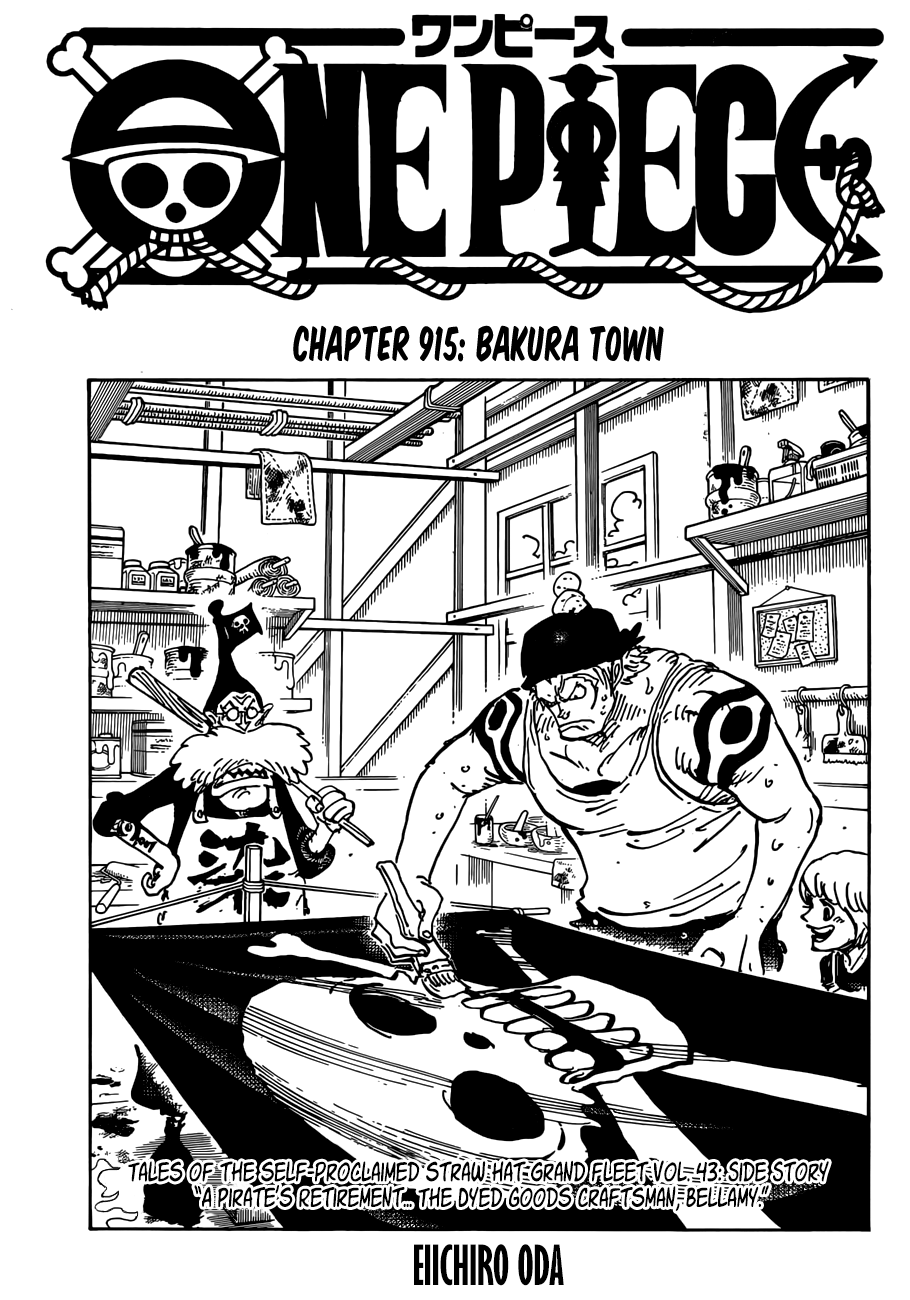 ワンピース
ONE PIECE
CHAPTER 915: BAKURA TOWN
染
TALES OF THE SELF-PROCLAIMED STRAW HAT GRAND FLEET VOL. 43: SIDE STORY
"A PIRATE'S RETIREMENT... THE DYED GOODS CRAFTSMAN, BELLAMY."
EIICHIRO ODA